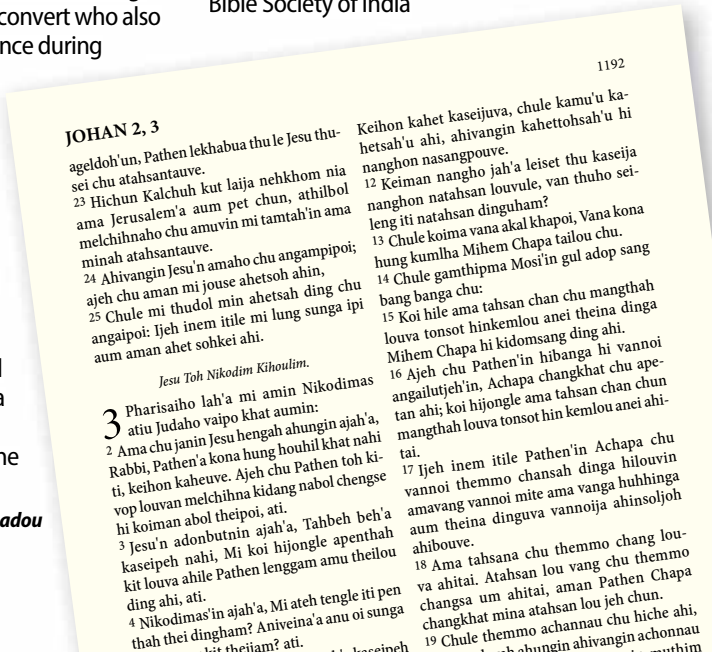 convert who also
nce during
Bible Society of India
adou
1192
JOHAN 2, 3
ageldoh'un, Pathen lekhabua thu le Jesu thu-
sei chu atahsantauve.
23 Hichun Kalchuh kut laija nehkhom nia
ama Jerusalem'a aum pet chun, athilbol
melchihnaho chu amuvin mi tamtah'in ama
minah atahsantauve.
24 Ahivangin Jesu'n amaho chu angampipoi;
ajeh chu aman mi jouse ahetsoh ahin,
25 Chule mi thudol min ahetsah ding chu
angaipoi: Ijeh inem itile mi lung sunga ipi
aum aman ahet sohkei ahi.
Jesu Toh Nikodim Kihoulim.
3 Pharisaiho lah'a mi amin Nikodimas
atiu Judaho vaipo khat aumin:
2 Ama chu janin Jesu hengah ahungin ajah'a,
Rabbi, Pathen'a kona hung houhil khat nahi
ti, keihon kaheuve. Ajeh chu Pathen toh ki-
vop louvan melchihna kidang nabol chengse
hi koiman abol theipoi, ati.
3 Jesu'n adonbutnin ajah'a, Tahbeh beh'a
kaseipeh nahi, Mi koi hijongle apenthah
kit louva ahile Pathen lenggam amu theilou
ding ahi, ati.
4 Nikodimas'in ajah'a, Mi ateh tengle iti pen
thah thei dingham? Aniveina'a anu oi sunga
kit theijam? ati.
kaseipeh
Keihon kahet kaseijuva, chule kamu'u ka-
hetsah'u ahi, ahivangin kahettohsah'u hi
nanghon nasangpouve.
12 Keiman nangho jah'a leiset thu kaseija
nanghon natahsan louvule, van thuho sei-
leng iti natahsan dinguham?
13 Chule koima vana akal khapoi, Vana kona
hung kumlha Mihem Chapa tailou chu.
14 Chule gamthipma Mosi'in gul adop sang
bang banga chu:
15 Koi hile ama tahsan chan chu mangthah
louva tonsot hinkemlou anei theina dinga
Mihem Chapa hi kidomsang ding ahi.
16 Ajeh chu Pathen'in hibanga hi vannoi
angailutjeh'in, Achapa changkhat chu ape-
tan ahi; koi hijongle ama tahsan chan chun
mangthah louva tonsot hin kemlou anei ahi-
tai.
17 Ijeh inem itile Pathen'in Achapa chu
vannoi themmo chansah dinga hilouvin
amavang vannoi mite ama vanga huhhinga
aum theina dinguva vannoija ahinsoljoh
ahibouve.
18 Ama tahsana chu themmo chang lou-
va ahitai. Atahsan lou vang chu themmo
changsa um ahitai, aman Pathen Chapa
changkhat mina atahsan lou jeh chun.
19 Chule themmo achannau chu hiche ahi,
ahungin ahivangin achonnau